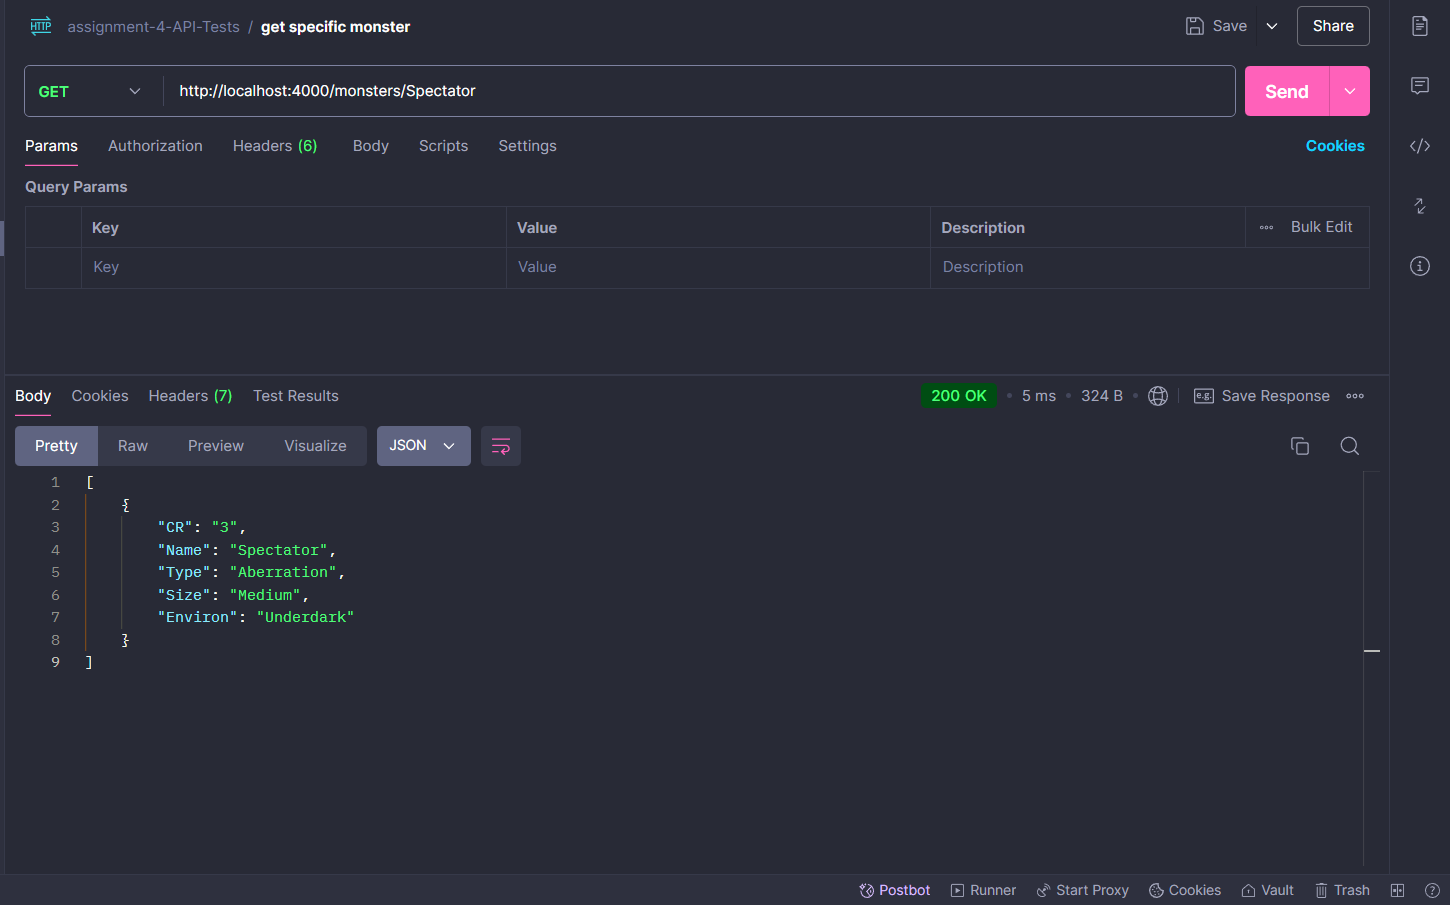 HTTP assignment-4-API-Tests / get specific monster Save Share
GET http://localhost:4000/monsters/Spectator Send
Params Authorization Headers (6) Body Scripts Settings Cookies
Query Params
Key Value Description Bulk Edit
Key Value Description
Body Cookies Headers (7) Test Results 200 OK 5 ms 324 B e.g. Save Response
Pretty Raw Preview Visualize JSON
1 [
2 {
3 "CR": "3",
4 "Name": "Spectator",
5 "Type": "Aberration",
6 "Size": "Medium",
7 "Environ": "Underdark"
8 }
9 ]
Postbot Runner Start Proxy Cookies Vault Trash